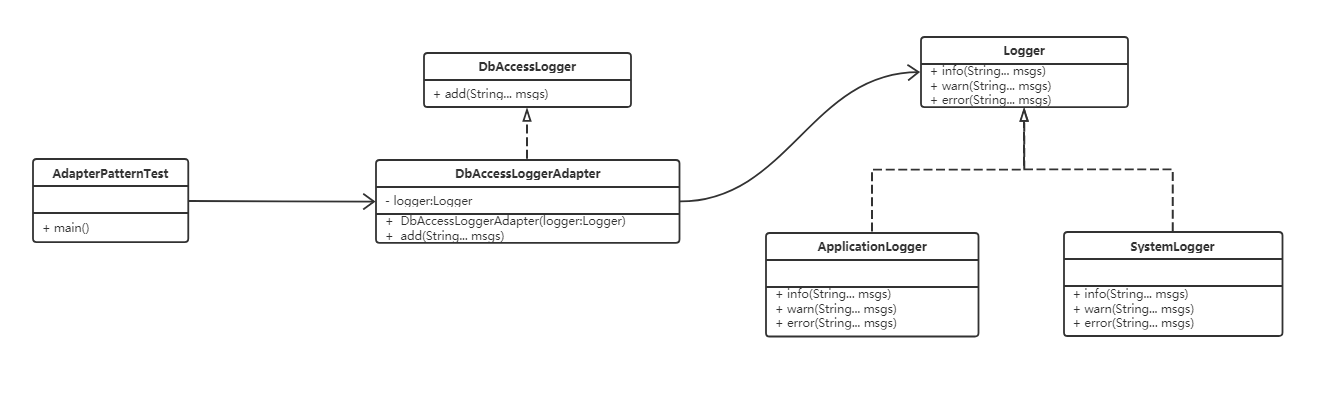 AdapterPatternTest
+ main()
DbAccessLogger
+ add(String... msgs)
DbAccessLoggerAdapter
- logger:Logger
+ DbAccessLoggerAdapter(logger:Logger)
+ add(String... msgs)
Logger
+ info(String... msgs)
+ warn(String... msgs)
+ error(String... msgs)
ApplicationLogger
+ info(String... msgs)
+ warn(String... msgs)
+ error(String... msgs)
SystemLogger
+ info(String... msgs)
+ warn(String... msgs)
+ error(String... msgs)